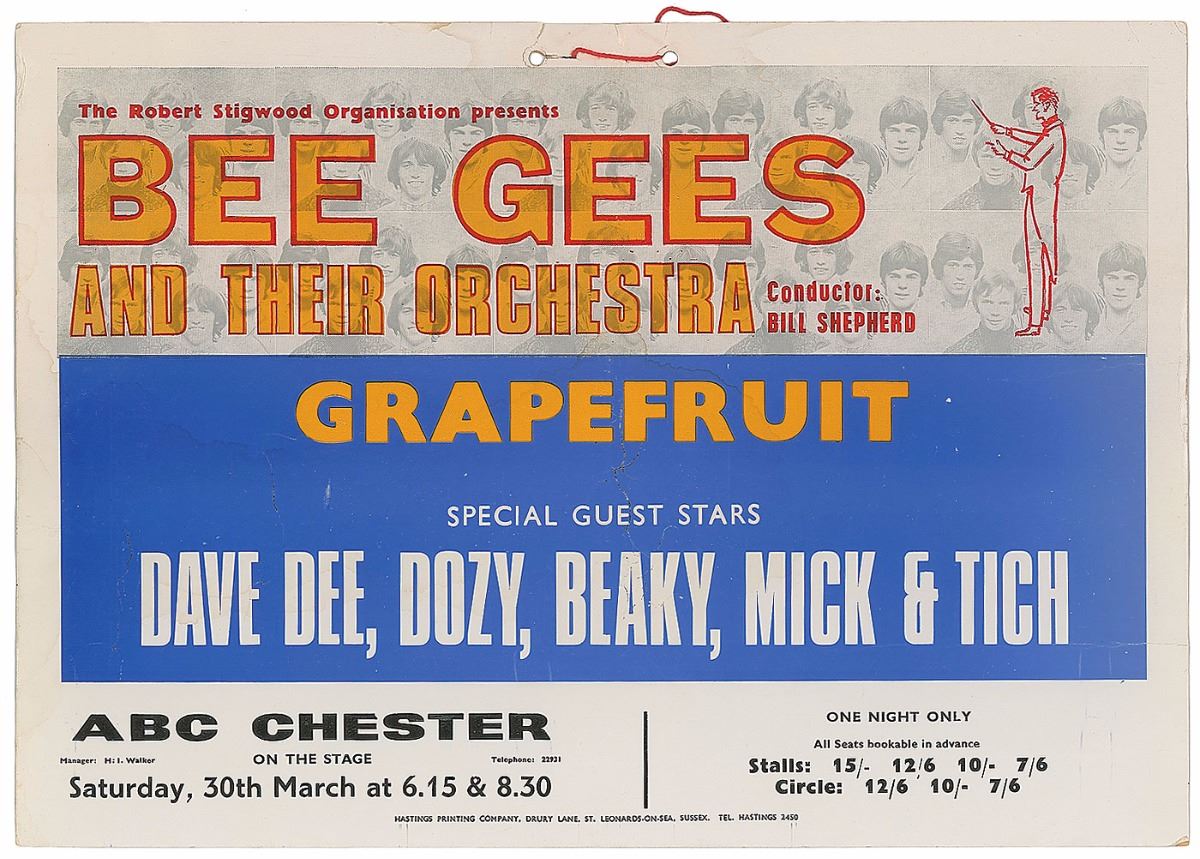 The Robert Stigwood Organisation presents
BEE GEES
AND THEIR ORCHESTRA
Conductor:
BILL SHEPHERD
GRAPEFRUIT
SPECIAL GUEST STARS
DAVE DEE, DOZY, BEAKY, MICK & TICH
ABC CHESTER
Manager: H. I. Walker
ON THE STAGE
Telephone: 22931
Saturday, 30th March at 6.15 & 8.30
ONE NIGHT ONLY
All Seats bookable in advance
Stalls: 15/- 12/6 10/- 7/6
Circle: 12/6 10/- 7/6
HASTINGS PRINTING COMPANY, DRURY LANE, ST. LEONARDS-ON-SEA, SUSSEX. TEL. HASTINGS 2450